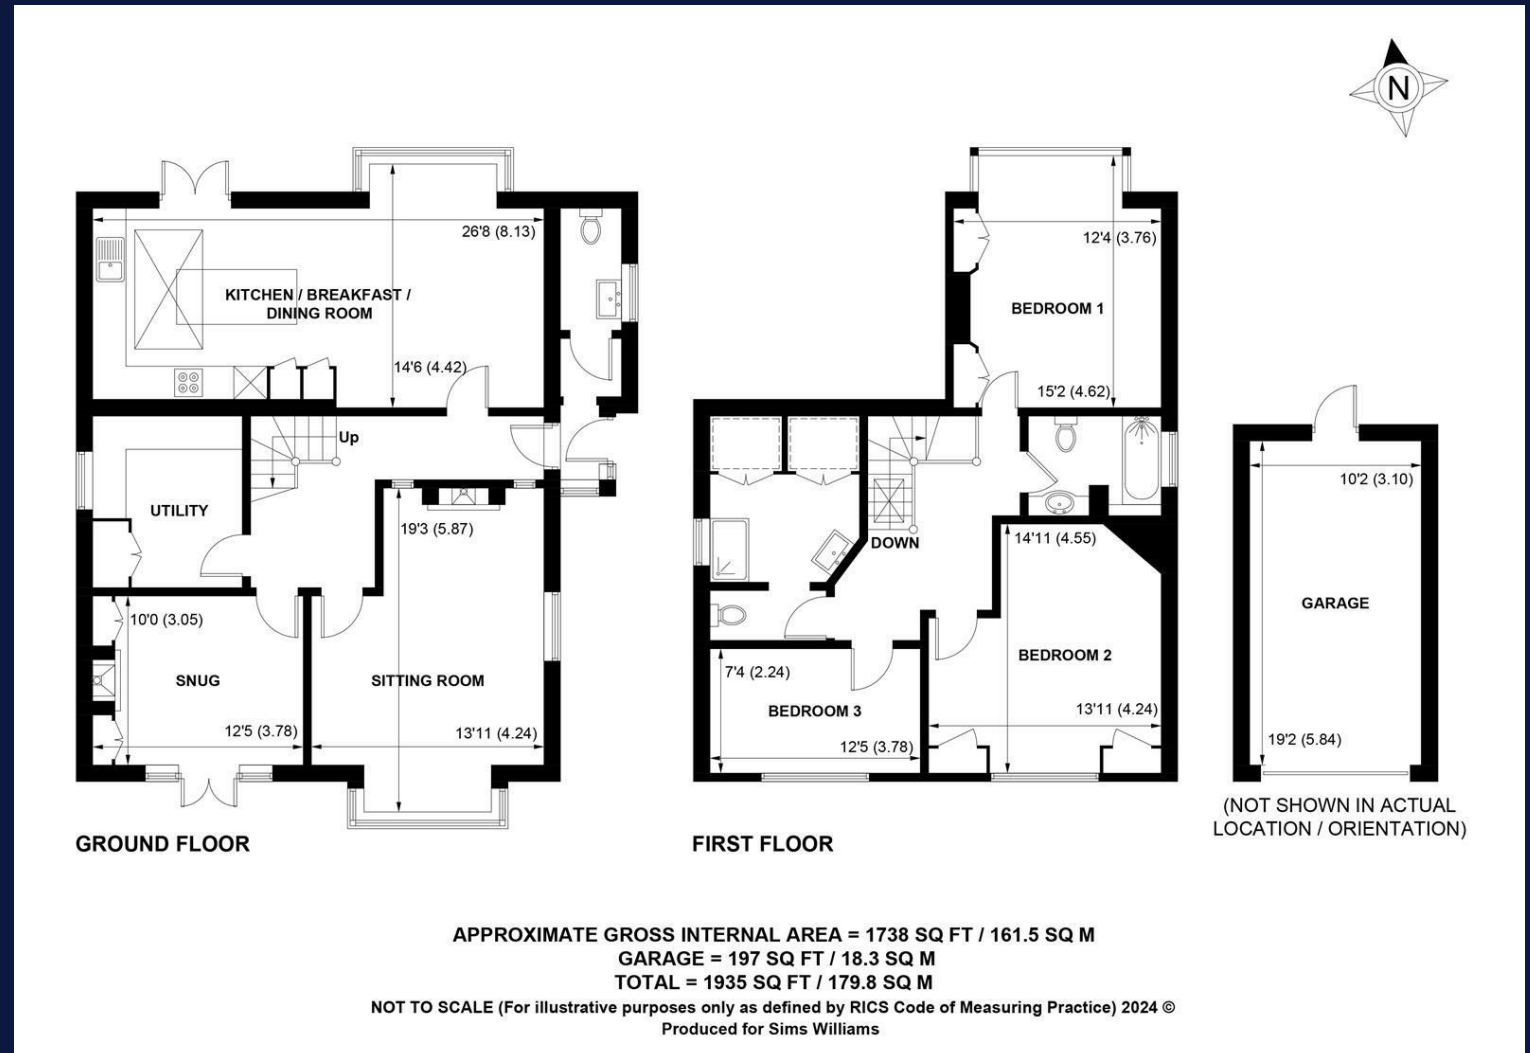 N
26'8 (8.13)
KITCHEN / BREAKFAST /
DINING ROOM
14'6 (4.42)
Up
UTILITY
19'3 (5.87)
10'0 (3.05)
SNUG
SITTING ROOM
12'5 (3.78)
13'11 (4.24)
GROUND FLOOR
12'4 (3.76)
BEDROOM 1
15'2 (4.62)
DOWN
14'11 (4.55)
BEDROOM 2
7'4 (2.24)
BEDROOM 3
13'11 (4.24)
12'5 (3.78)
FIRST FLOOR
10'2 (3.10)
GARAGE
19'2 (5.84)
(NOT SHOWN IN ACTUAL
LOCATION / ORIENTATION)
APPROXIMATE GROSS INTERNAL AREA = 1738 SQ FT / 161.5 SQ M
GARAGE = 197 SQ FT / 18.3 SQ M
TOTAL = 1935 SQ FT / 179.8 SQ M
NOT TO SCALE (For illustrative purposes only as defined by RICS Code of Measuring Practice) 2024 ©
Produced for Sims Williams